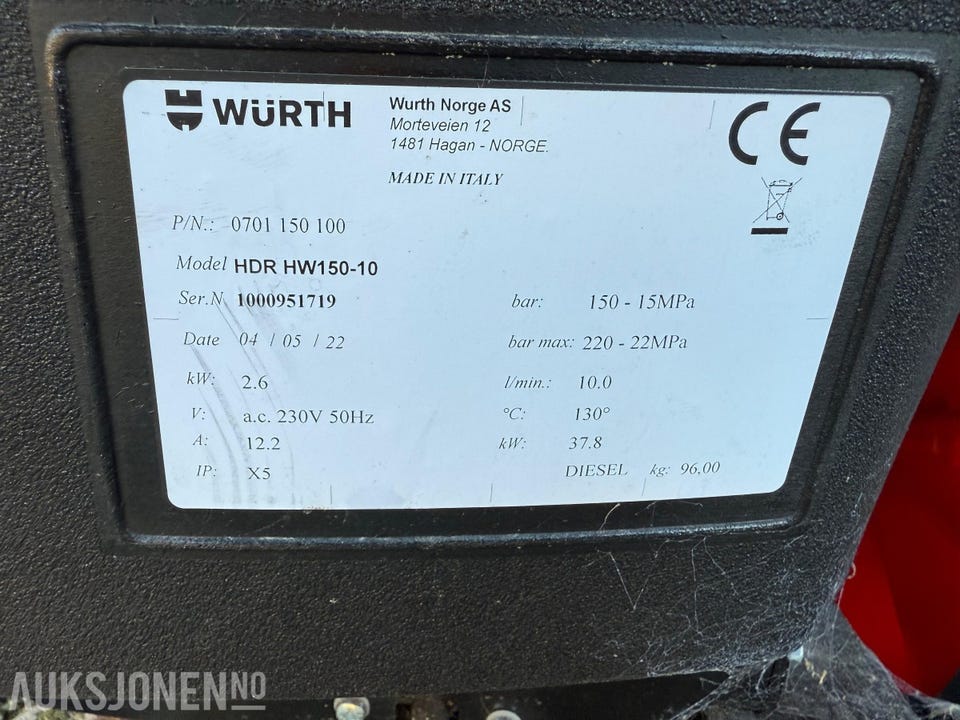 WÜRTH
Wurth Norge AS
Morteveien 12
1481 Hagan - NORGE.
MADE IN ITALY
CE
P/N.: 0701 150 100
Model HDR HW150-10
Ser.N 1000951719
Date 04 / 05 / 22
kW: 2.6
V: a.c. 230V 50Hz
A: 12.2
IP: X5
bar: 150 - 15MPa
bar max: 220 - 22MPa
l/min.: 10.0
°C: 130°
kW: 37.8
DIESEL kg: 96,00
AUKSJONEN.NO